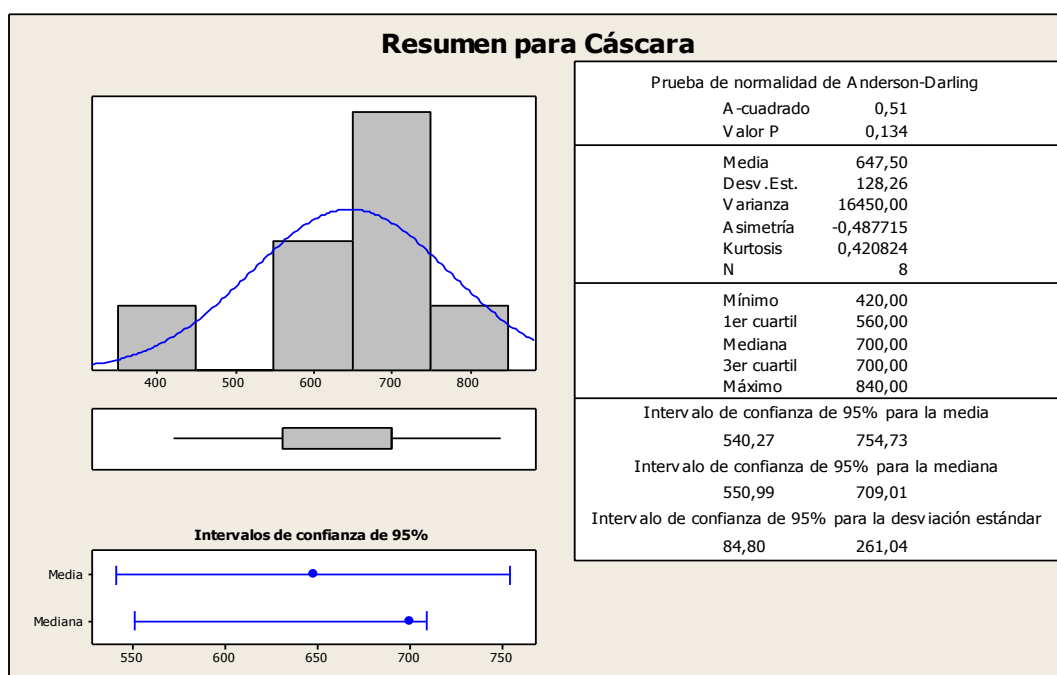 Resumen para Cáscara
400 500 600 700 800
Intervalos de confianza de 95%
Media
Mediana
550 600 650 700 750
Prueba de normalidad de Anderson-Darling
A-cuadrado 0,51
Valor P 0,134
Media 647,50
Desv.Est. 128,26
Varianza 16450,00
Asimetría -0,487715
Kurtosis 0,420824
N 8
Mínimo 420,00
1er cuartil 560,00
Mediana 700,00
3er cuartil 700,00
Máximo 840,00
Intervalo de confianza de 95% para la media
540,27 754,73
Intervalo de confianza de 95% para la mediana
550,99 709,01
Intervalo de confianza de 95% para la desviación estándar
84,80 261,04